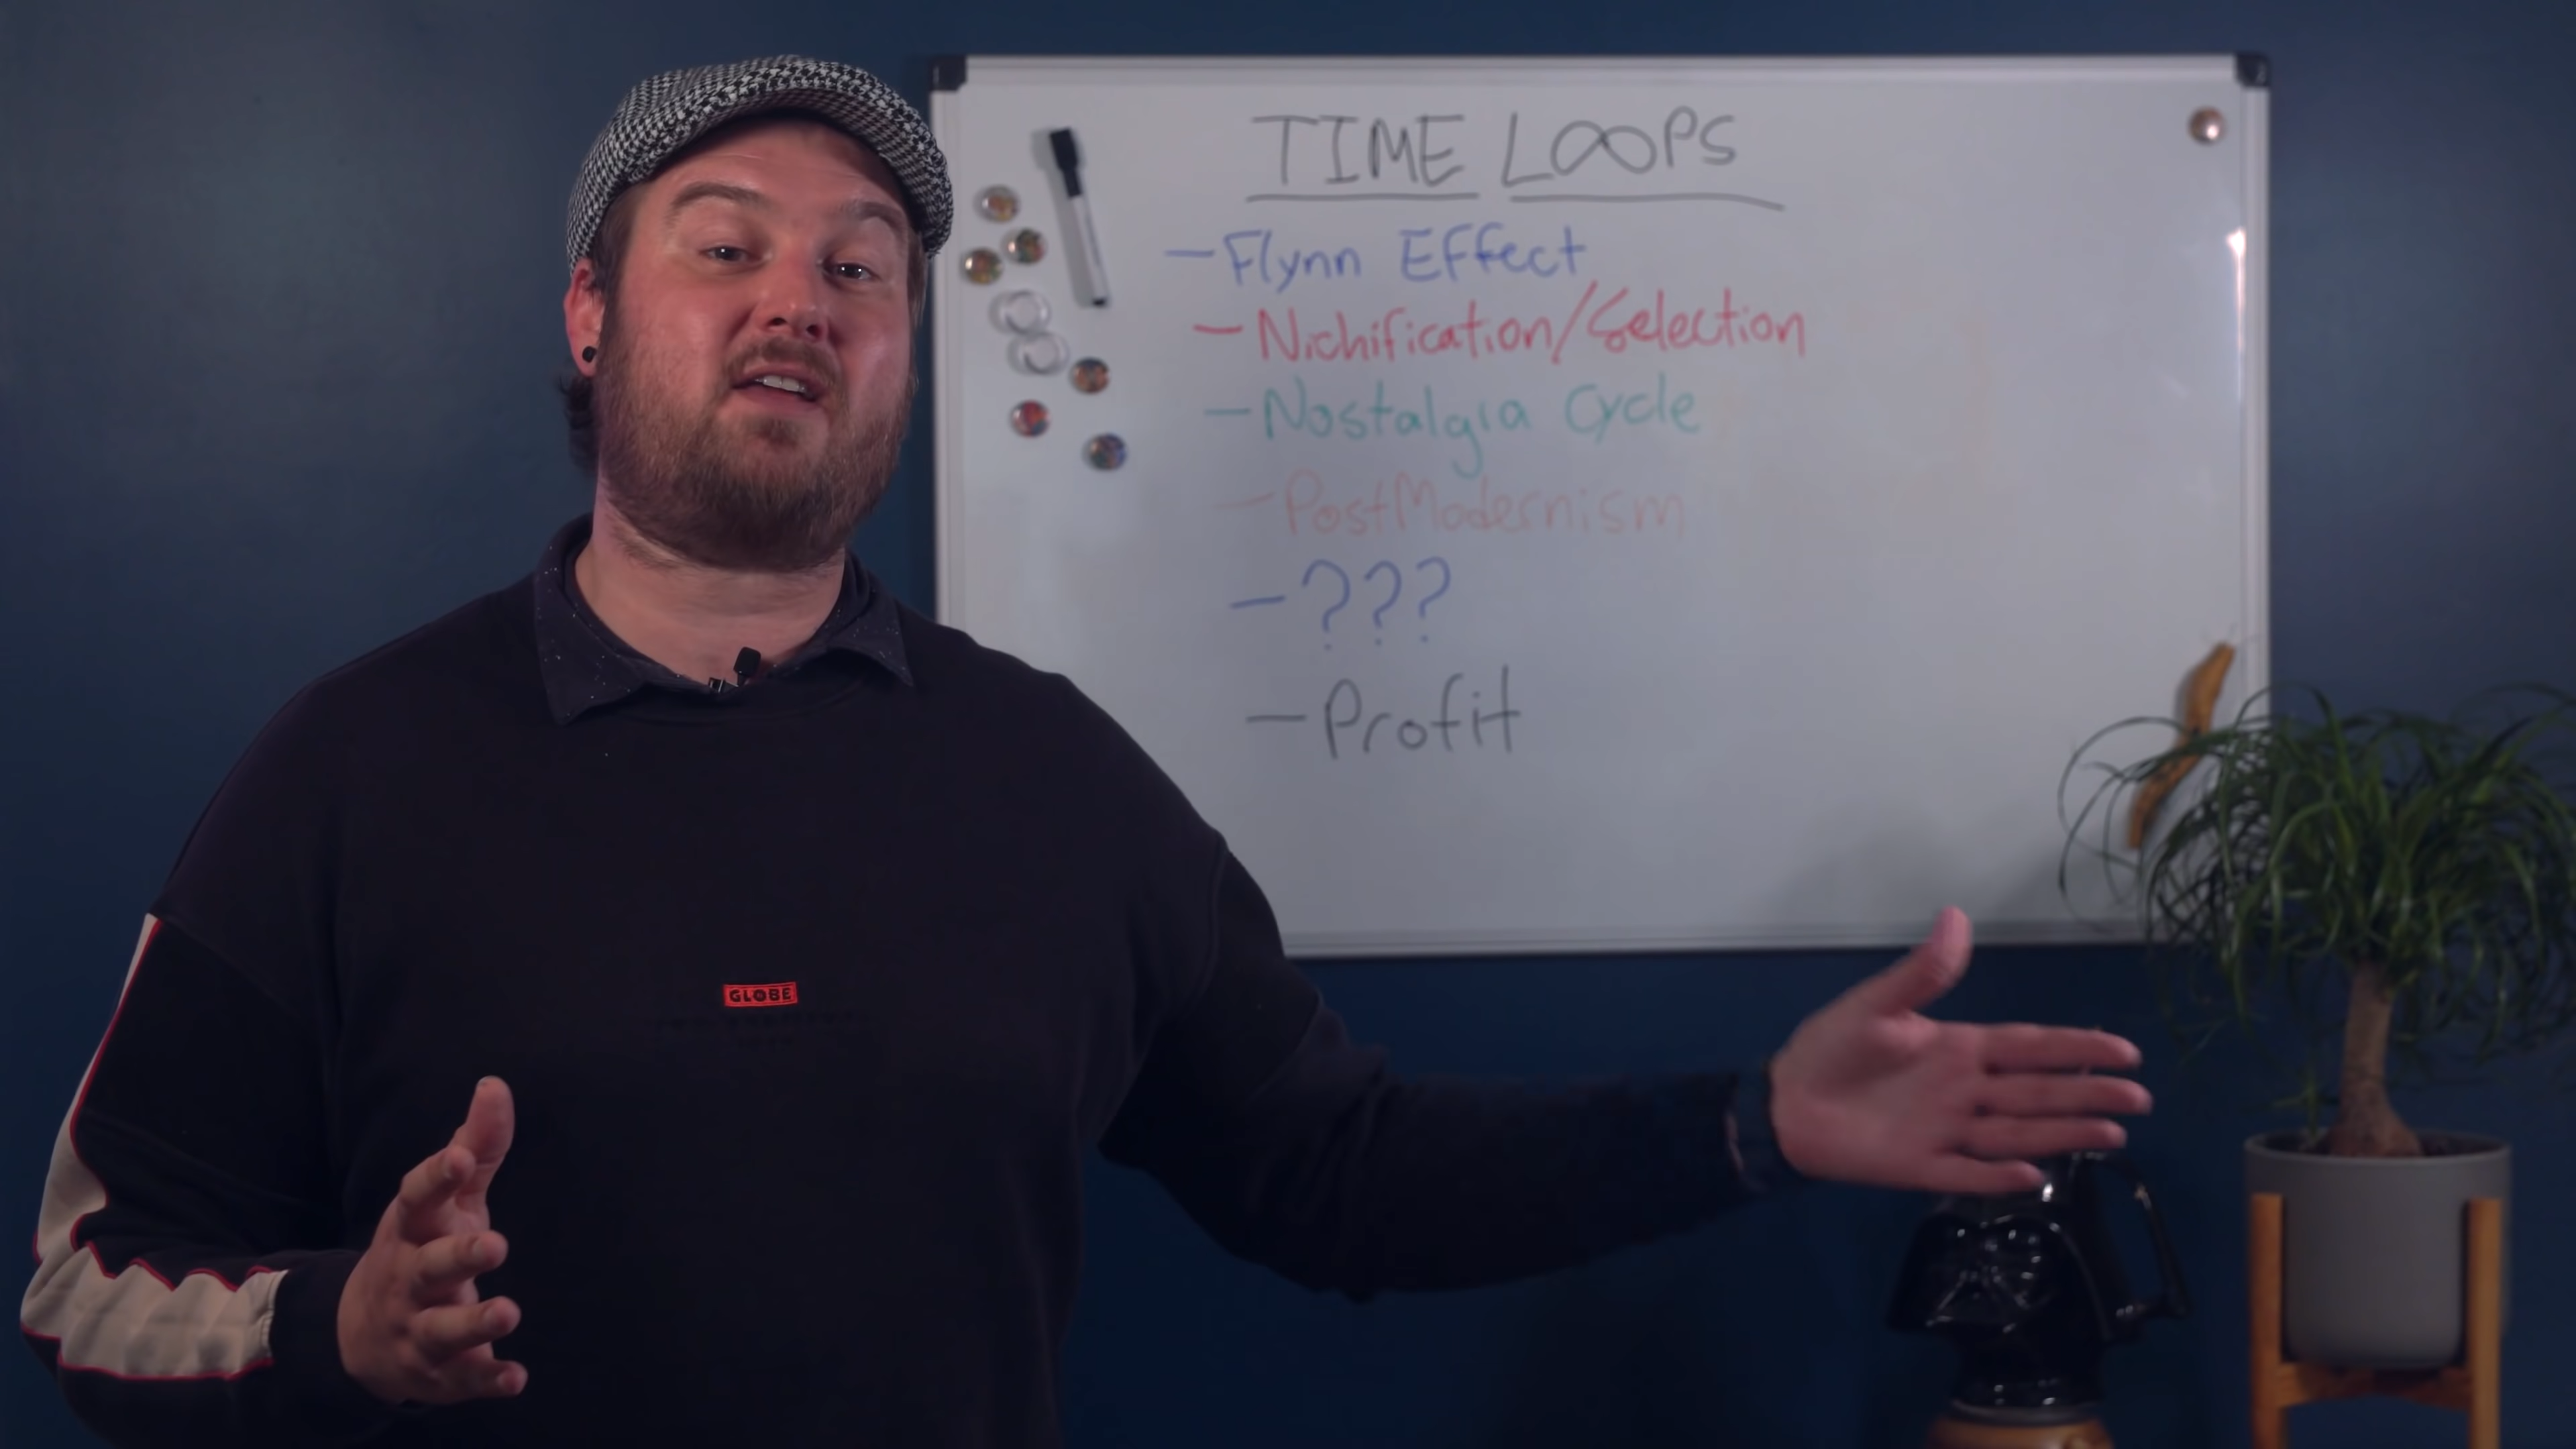 TIME LOOPS
- Flynn Effect
- Nichification/Selection
- Nostalgia Cycle
- PostModernism
- ???
- Profit
GLOBE